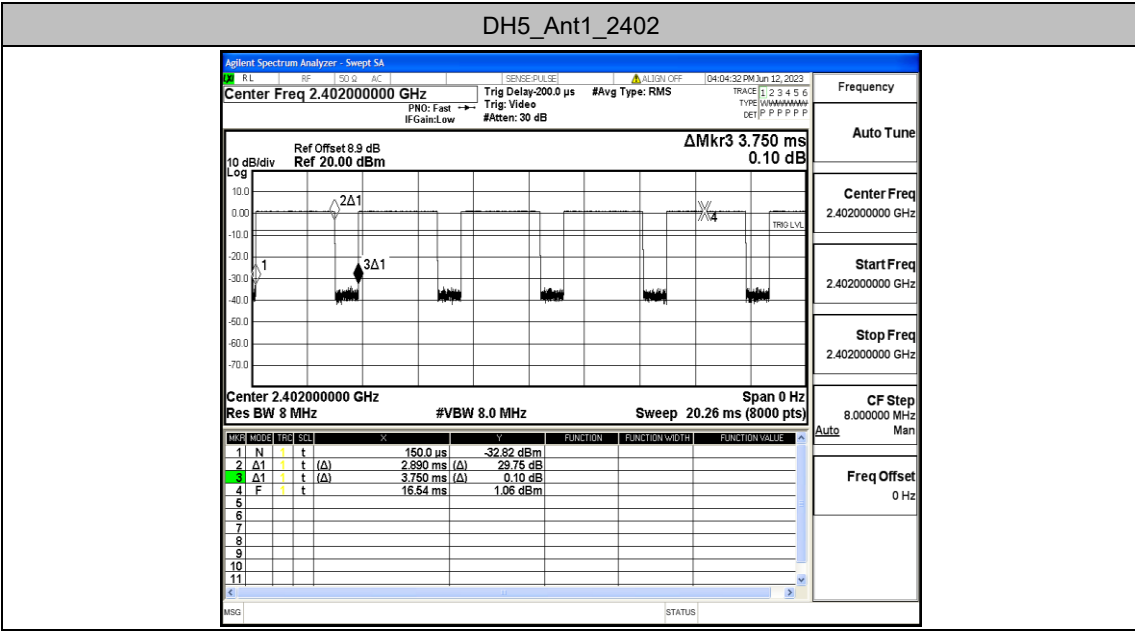 DH5_Ant1_2402
Agilent Spectrum Analyzer - Swept SA
LXI RL RF 50 Ω AC SENSE:PULSE ALIGN OFF 04:04:32 PM Jun 12, 2023
Center Freq 2.402000000 GHz
PNO: Fast
IFGain:Low
Trig Delay-200.0 µs
Trig: Video
#Atten: 30 dB
#Avg Type: RMS
TRACE 1 2 3 4 5 6
TYPE WWWWWW
DET P P P P P P
Ref Offset 8.9 dB
10 dB/div Ref 20.00 dBm
Log
ΔMkr3 3.750 ms
0.10 dB
10.0
0.00
-10.0
-20.0
-30.0
-40.0
-50.0
-60.0
-70.0
2Δ1
1
3Δ1
4
TRIG LVL
Center 2.402000000 GHz Span 0 Hz
Res BW 8 MHz #VBW 8.0 MHz Sweep 20.26 ms (8000 pts)
MKR MODE TRC SCL X Y FUNCTION FUNCTION WIDTH FUNCTION VALUE
1 N 1 t 150.0 µs -32.82 dBm
2 Δ1 1 t (Δ) 2.890 ms (Δ) 29.75 dB
3 Δ1 1 t (Δ) 3.750 ms (Δ) 0.10 dB
4 F 1 t 16.54 ms 1.06 dBm
5
6
7
8
9
10
11
MSG STATUS
Frequency
Auto Tune
Center Freq
2.402000000 GHz
Start Freq
2.402000000 GHz
Stop Freq
2.402000000 GHz
CF Step
8.000000 MHz
Auto Man
Freq Offset
0 Hz